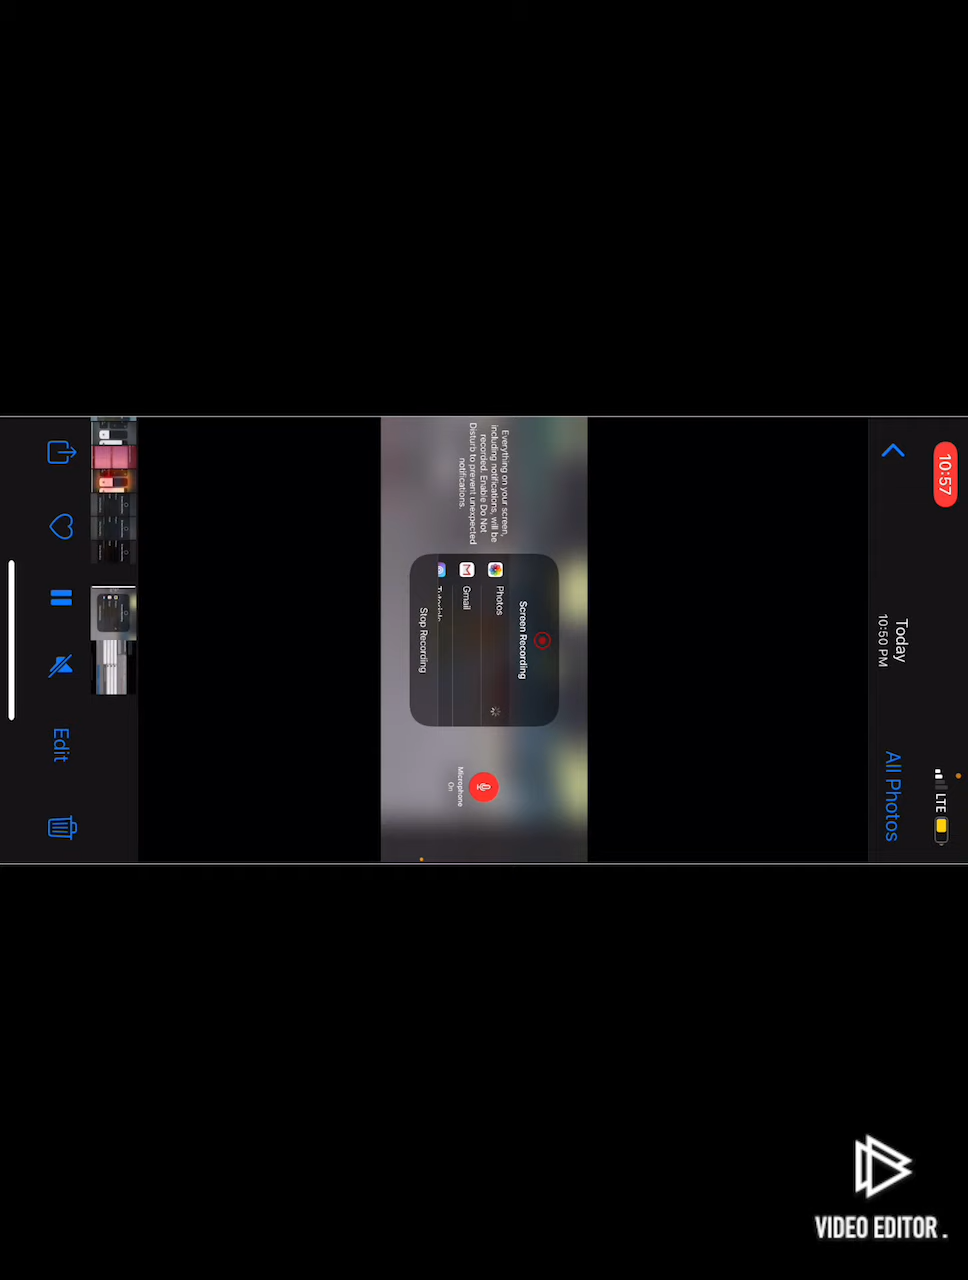 10:57
LTE
Today
10:50 PM
All Photos
Everything on your screen,
including notifications, will be
recorded. Enable Do Not
Disturb to prevent unexpected
notifications.
Screen Recording
Photos
Gmail
Stop Recording
Microphone
On
Edit
VIDEO EDITOR .